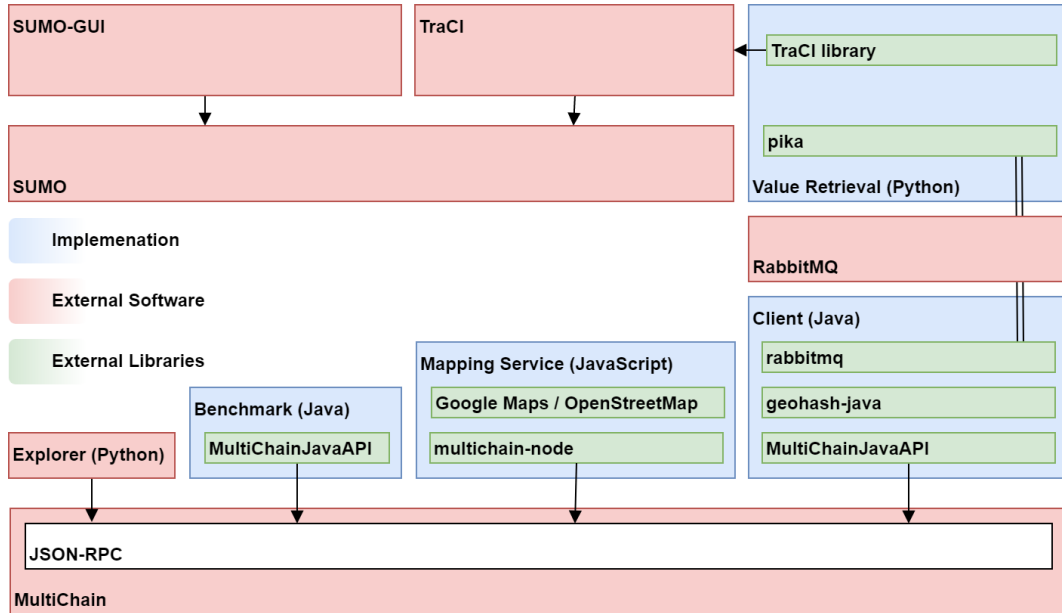 SUMO-GUI
TraCI
TraCI library
pika
SUMO
Value Retrieval (Python)
Implemenation
RabbitMQ
External Software
Client (Java)
External Libraries
Mapping Service (JavaScript)
rabbitmq
Benchmark (Java)
Google Maps / OpenStreetMap
geohash-java
Explorer (Python)
MultiChainJavaAPI
multichain-node
MultiChainJavaAPI
JSON-RPC
MultiChain